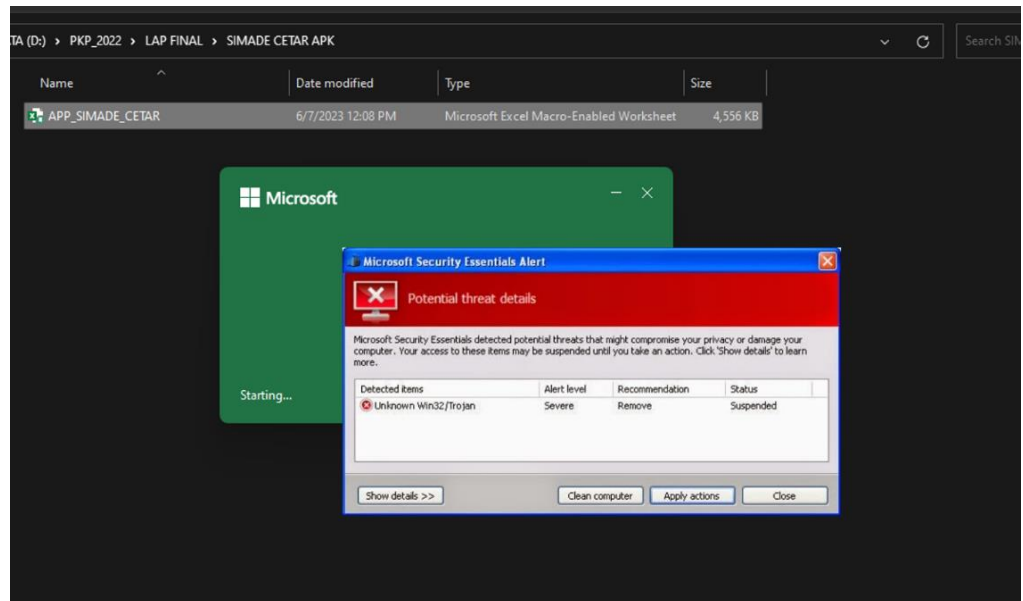 TA (D:) › PKP_2022 › LAP FINAL › SIMADE CETAR APK Search SIM
Name Date modified Type Size
APP_SIMADE_CETAR 6/7/2023 12:08 PM Microsoft Excel Macro-Enabled Worksheet 4,556 KB
Microsoft
Microsoft Security Essentials Alert
Potential threat details
Microsoft Security Essentials detected potential threats that might compromise your privacy or damage your
computer. Your access to these items may be suspended until you take an action. Click 'Show details' to learn
more.
Detected items Alert level Recommendation Status
Unknown Win32/Trojan Severe Remove Suspended
Starting...
Show details >> Clean computer Apply actions Close